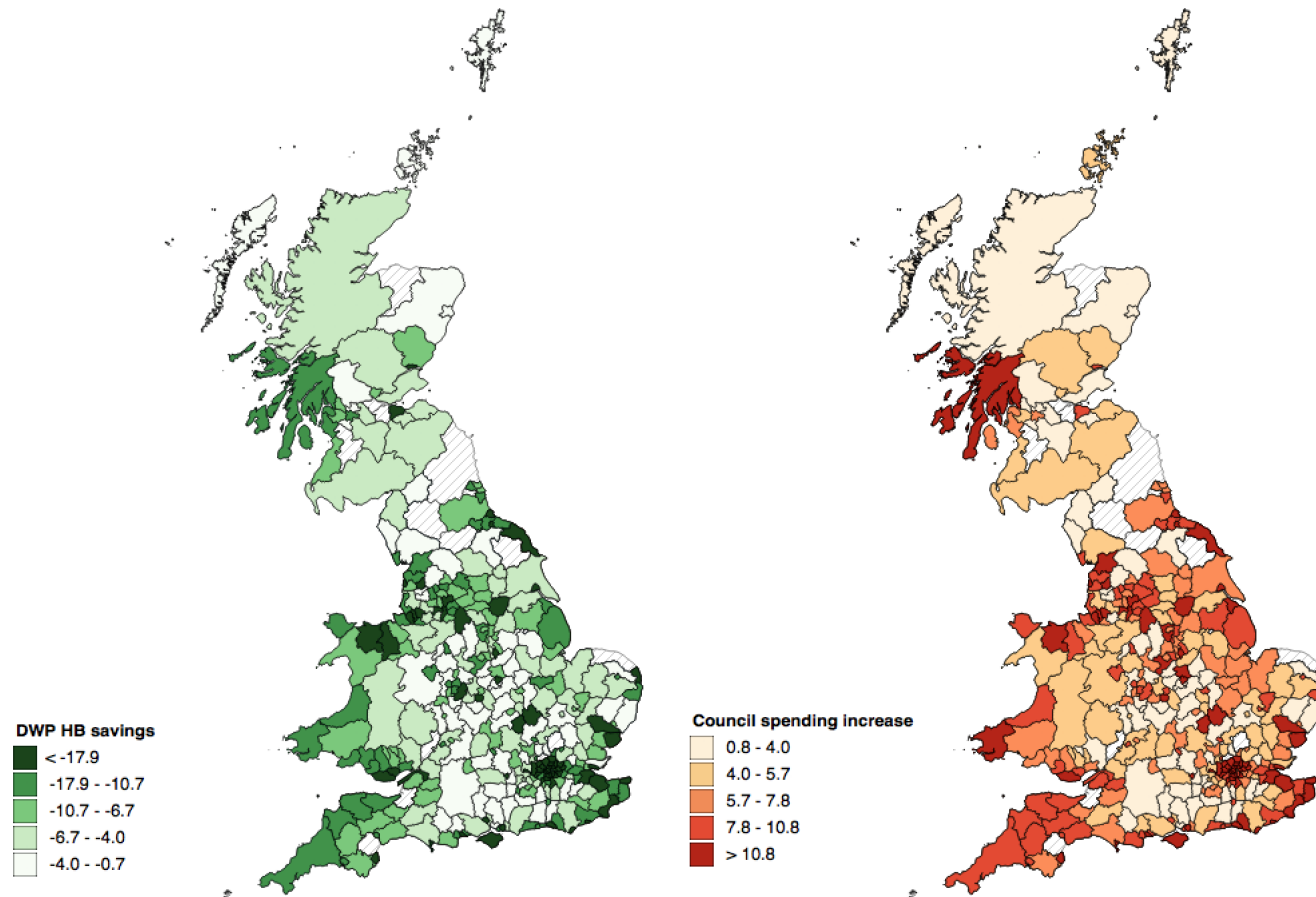 DWP HB savings
< -17.9
-17.9 - -10.7
-10.7 - -6.7
-6.7 - -4.0
-4.0 - -0.7
Council spending increase
0.8 - 4.0
4.0 - 5.7
5.7 - 7.8
7.8 - 10.8
> 10.8